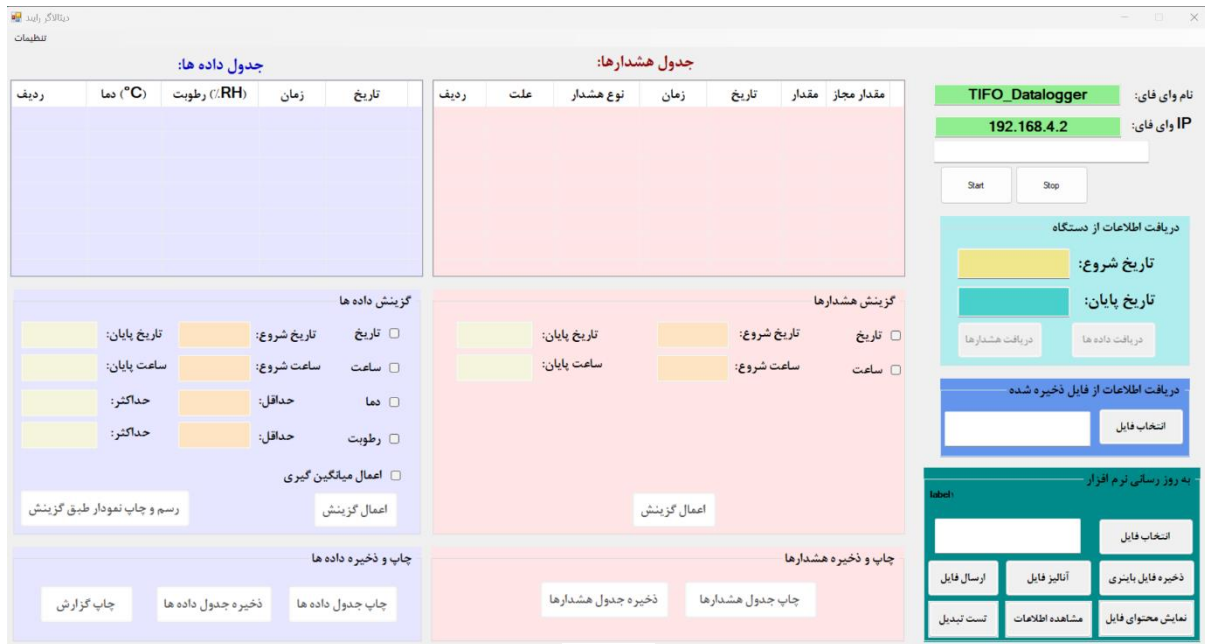 دیتالاگر رایند
تنظیمات
جدول هشدارها:
جدول داده ها:
ردیف
دما (°C)
رطوبت (%RH)
زمان
تاریخ
ردیف
علت
نوع هشدار
زمان
تاریخ
مقدار
مقدار مجاز
نام وای فای:
TIFO_Datalogger
IP وای فای:
192.168.4.2
Start
Stop
دریافت اطلاعات از دستگاه
تاریخ شروع:
تاریخ پایان:
دریافت داده ها
دریافت هشدارها
دریافت اطلاعات از فایل ذخیره شده
انتخاب فایل
به روز رسانی نرم افزار
label1
انتخاب فایل
ذخیره فایل باینری
آنالیز فایل
ارسال فایل
نمایش محتوای فایل
مشاهده اطلاعات
تست تبدیل
گزینش هشدارها
تاریخ
تاریخ شروع:
تاریخ پایان:
ساعت
ساعت شروع:
ساعت پایان:
اعمال گزینش
چاپ و ذخیره هشدارها
چاپ جدول هشدارها
ذخیره جدول هشدارها
گزینش داده ها
تاریخ
تاریخ شروع:
تاریخ پایان:
ساعت
ساعت شروع:
ساعت پایان:
دما
حداقل:
حداکثر:
رطوبت
حداقل:
حداکثر:
اعمال میانگین گیری
اعمال گزینش
رسم و چاپ نمودار طبق گزینش
چاپ و ذخیره داده ها
چاپ جدول داده ها
ذخیره جدول داده ها
چاپ گزارش